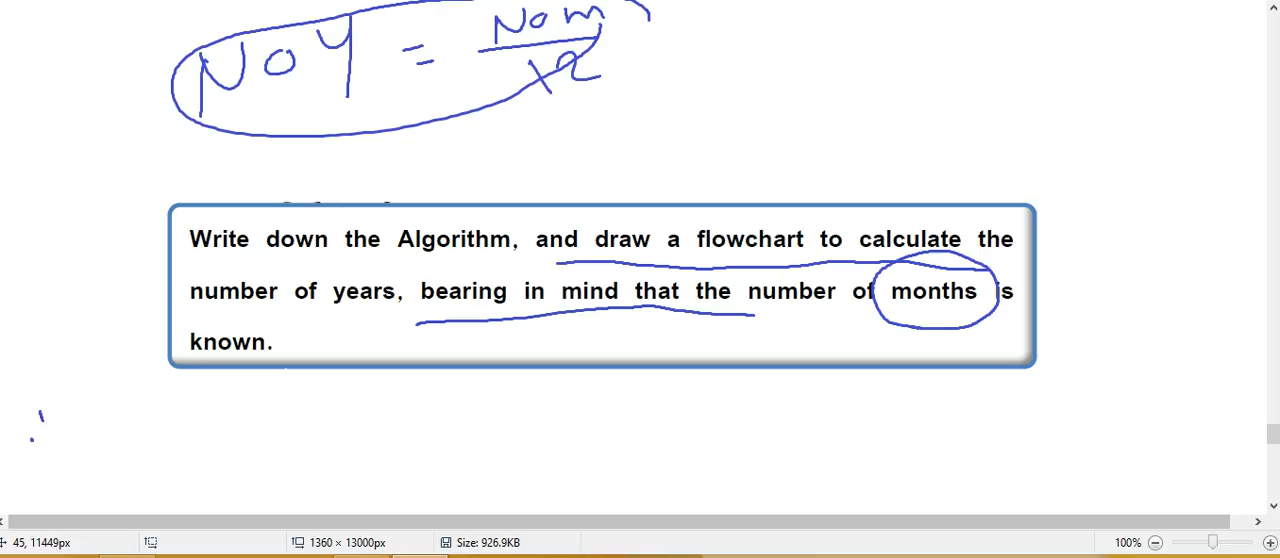 NOY = Nom
12
Write down the Algorithm, and draw a flowchart to calculate the
number of years, bearing in mind that the number of months is
known.
45, 11449px
1360 × 13000px
Size: 926.9KB
100%